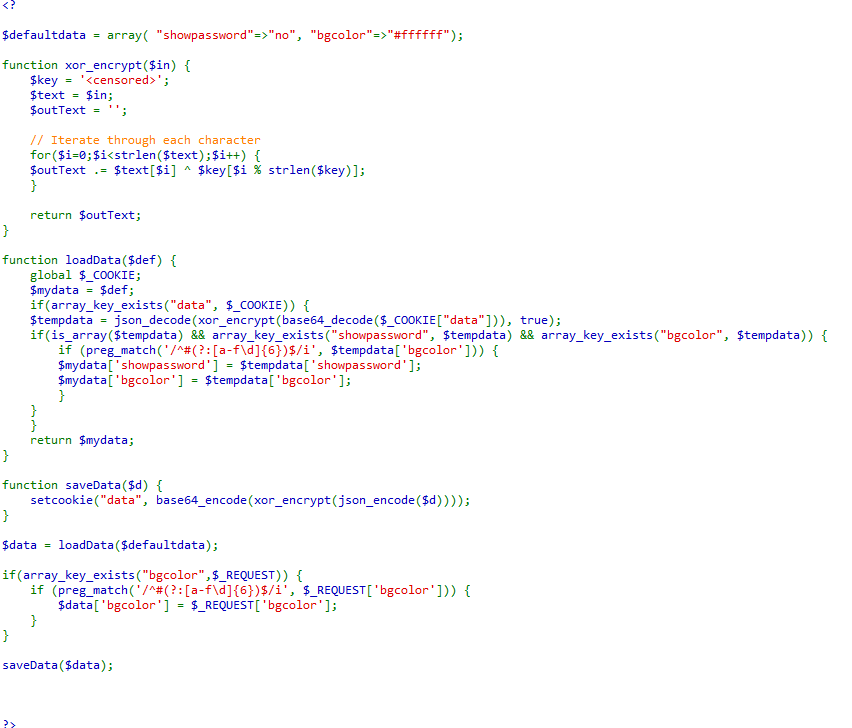 <?
$defaultdata = array( "showpassword"=>"no", "bgcolor"=>"#ffffff");
function xor_encrypt($in) {
$key = '<censored>';
$text = $in;
$outText = '';
// Iterate through each character
for($i=0;$i<strlen($text);$i++) {
$outText .= $text[$i] ^ $key[$i % strlen($key)];
}
return $outText;
}
function loadData($def) {
global $_COOKIE;
$mydata = $def;
if(array_key_exists("data", $_COOKIE)) {
$tempdata = json_decode(xor_encrypt(base64_decode($_COOKIE["data"])), true);
if(is_array($tempdata) && array_key_exists("showpassword", $tempdata) && array_key_exists("bgcolor", $tempdata)) {
if (preg_match('/^#(?:[a-f\d]{6})$/i', $tempdata['bgcolor'])) {
$mydata['showpassword'] = $tempdata['showpassword'];
$mydata['bgcolor'] = $tempdata['bgcolor'];
}
}
}
return $mydata;
}
function saveData($d) {
setcookie("data", base64_encode(xor_encrypt(json_encode($d))));
}
$data = loadData($defaultdata);
if(array_key_exists("bgcolor",$_REQUEST)) {
if (preg_match('/^#(?:[a-f\d]{6})$/i', $_REQUEST['bgcolor'])) {
$data['bgcolor'] = $_REQUEST['bgcolor'];
}
}
saveData($data);
?>